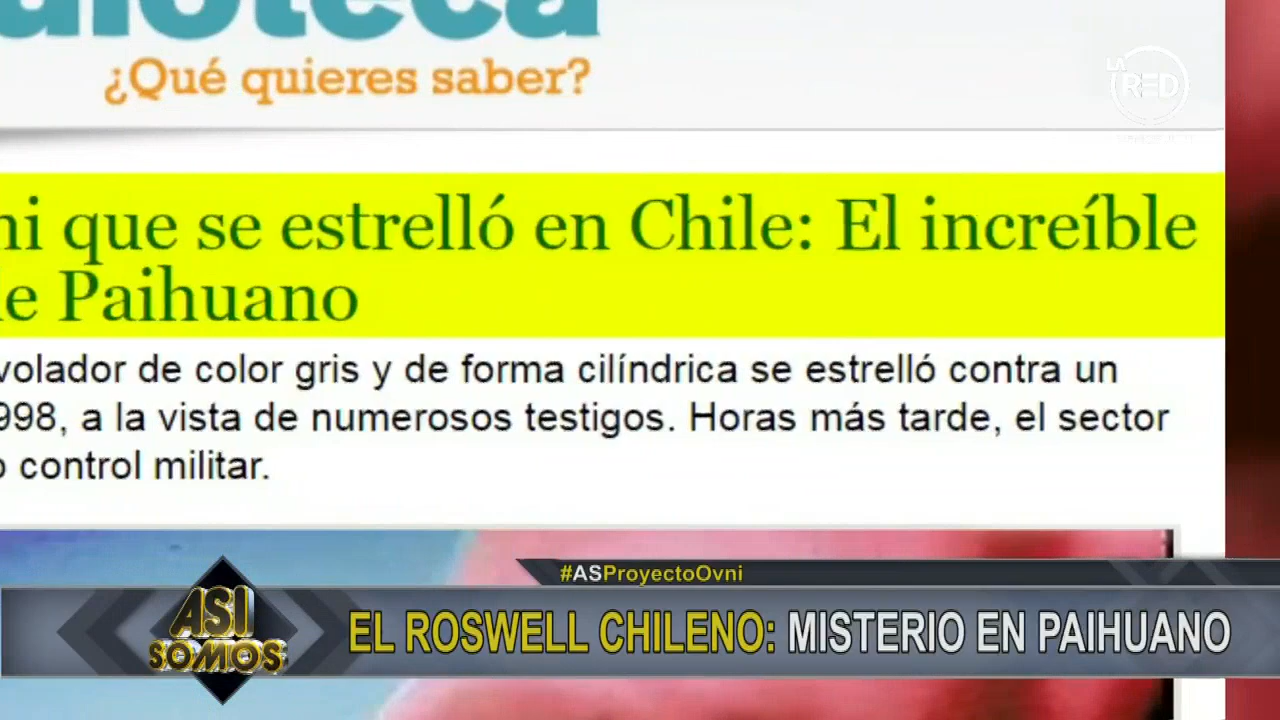 ¿Qué quieres saber?
LA RED
que se estrelló en Chile: El increíble
Paihuano
volador de color gris y de forma cilíndrica se estrelló contra un
998, a la vista de numerosos testigos. Horas más tarde, el sector
control militar.
#ASProyectoOvni
ASI SOMOS
EL ROSWELL CHILENO: MISTERIO EN PAIHUANO